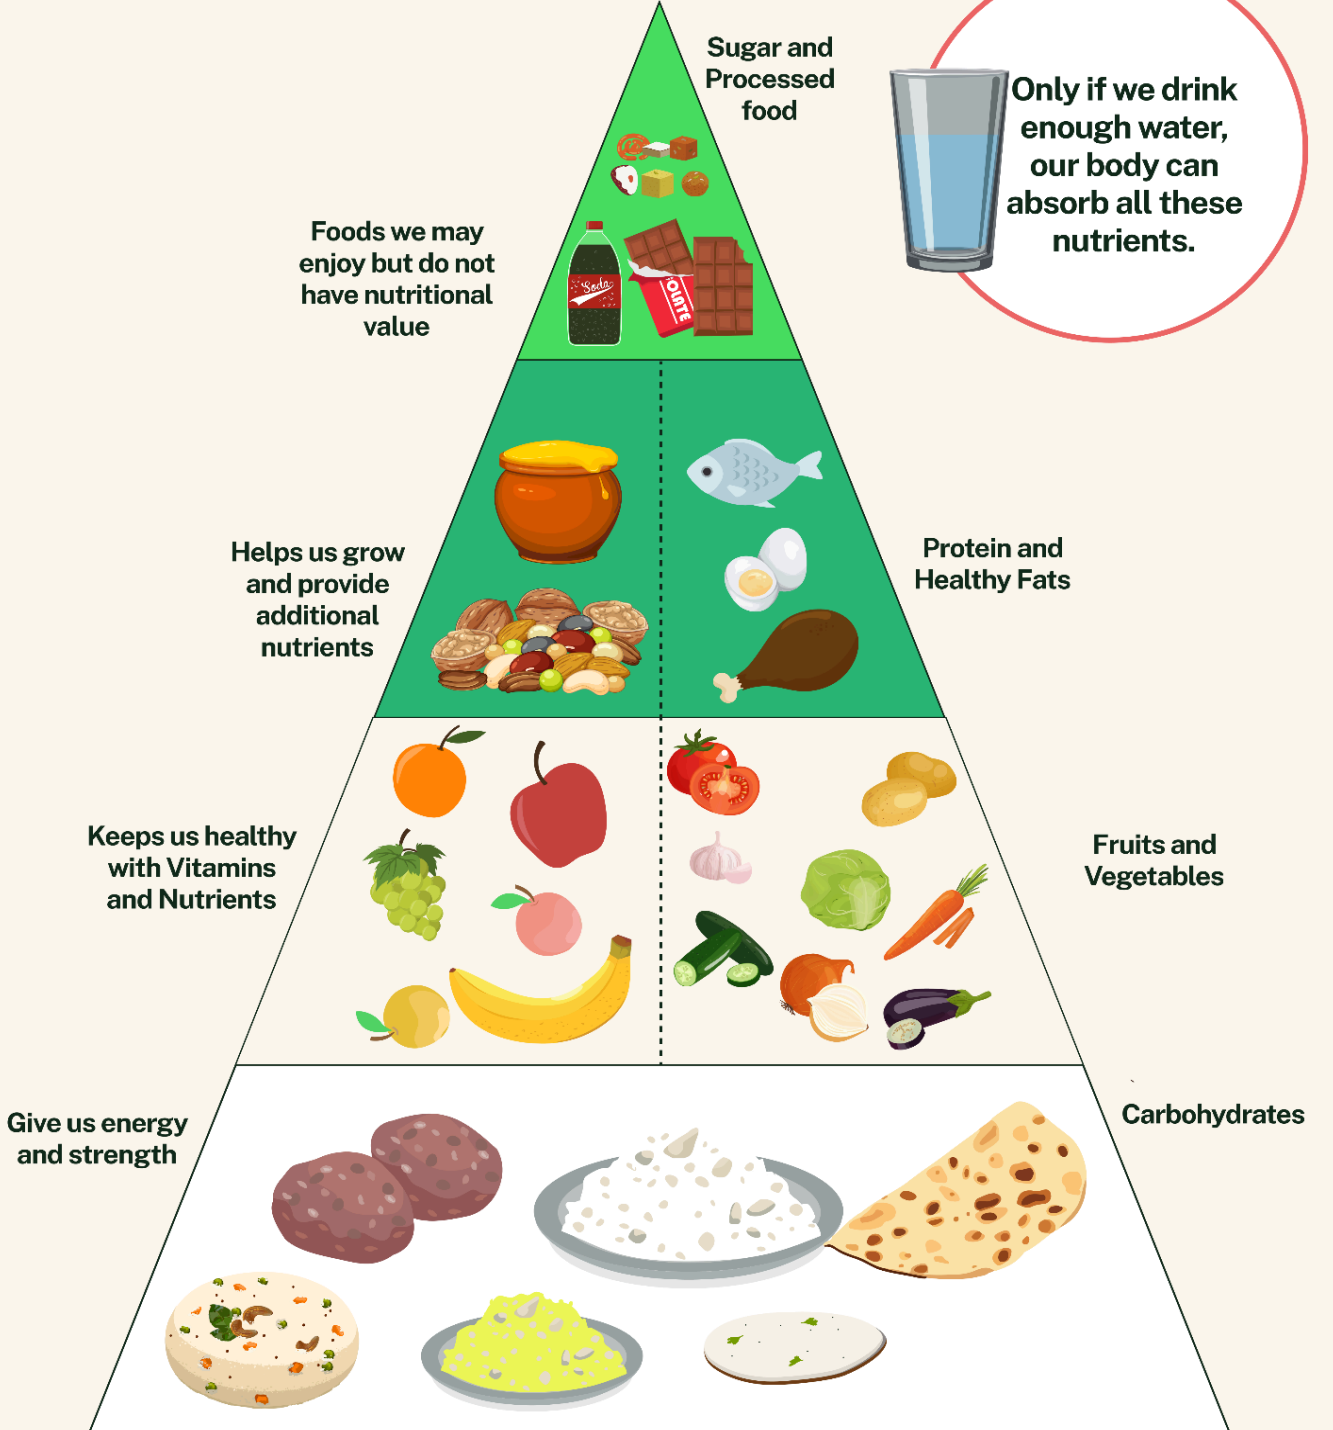 Sugar and
Processed
food
Only if we drink
enough water,
our body can
absorb all these
nutrients.
Foods we may
enjoy but do not
have nutritional
value
Soda
OLATE
Helps us grow
and provide
additional
nutrients
Protein and
Healthy Fats
Keeps us healthy
with Vitamins
and Nutrients
Fruits and
Vegetables
Give us energy
and strength
Carbohydrates